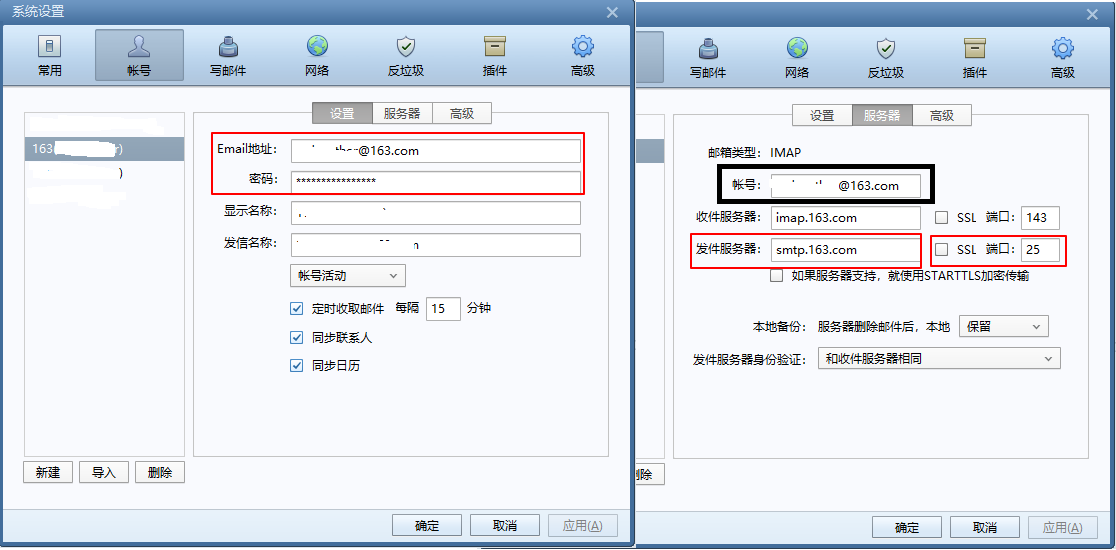 系统设置
常用
帐号
写邮件
网络
反垃圾
插件
高级
设置
服务器
高级
163(
Email地址:
@163.com
密码:
****************
显示名称:
发信名称:
帐号活动
定时收取邮件 每隔 15 分钟
同步联系人
同步日历
新建
导入
删除
确定
取消
应用(A)
写邮件
网络
反垃圾
插件
高级
设置
服务器
高级
邮箱类型: IMAP
帐号: @163.com
收件服务器: imap.163.com SSL 端口: 143
发件服务器: smtp.163.com SSL 端口: 25
如果服务器支持，就使用STARTTLS加密传输
本地备份: 服务器删除邮件后，本地 保留
发件服务器身份验证: 和收件服务器相同
除
确定
取消
应用(A)